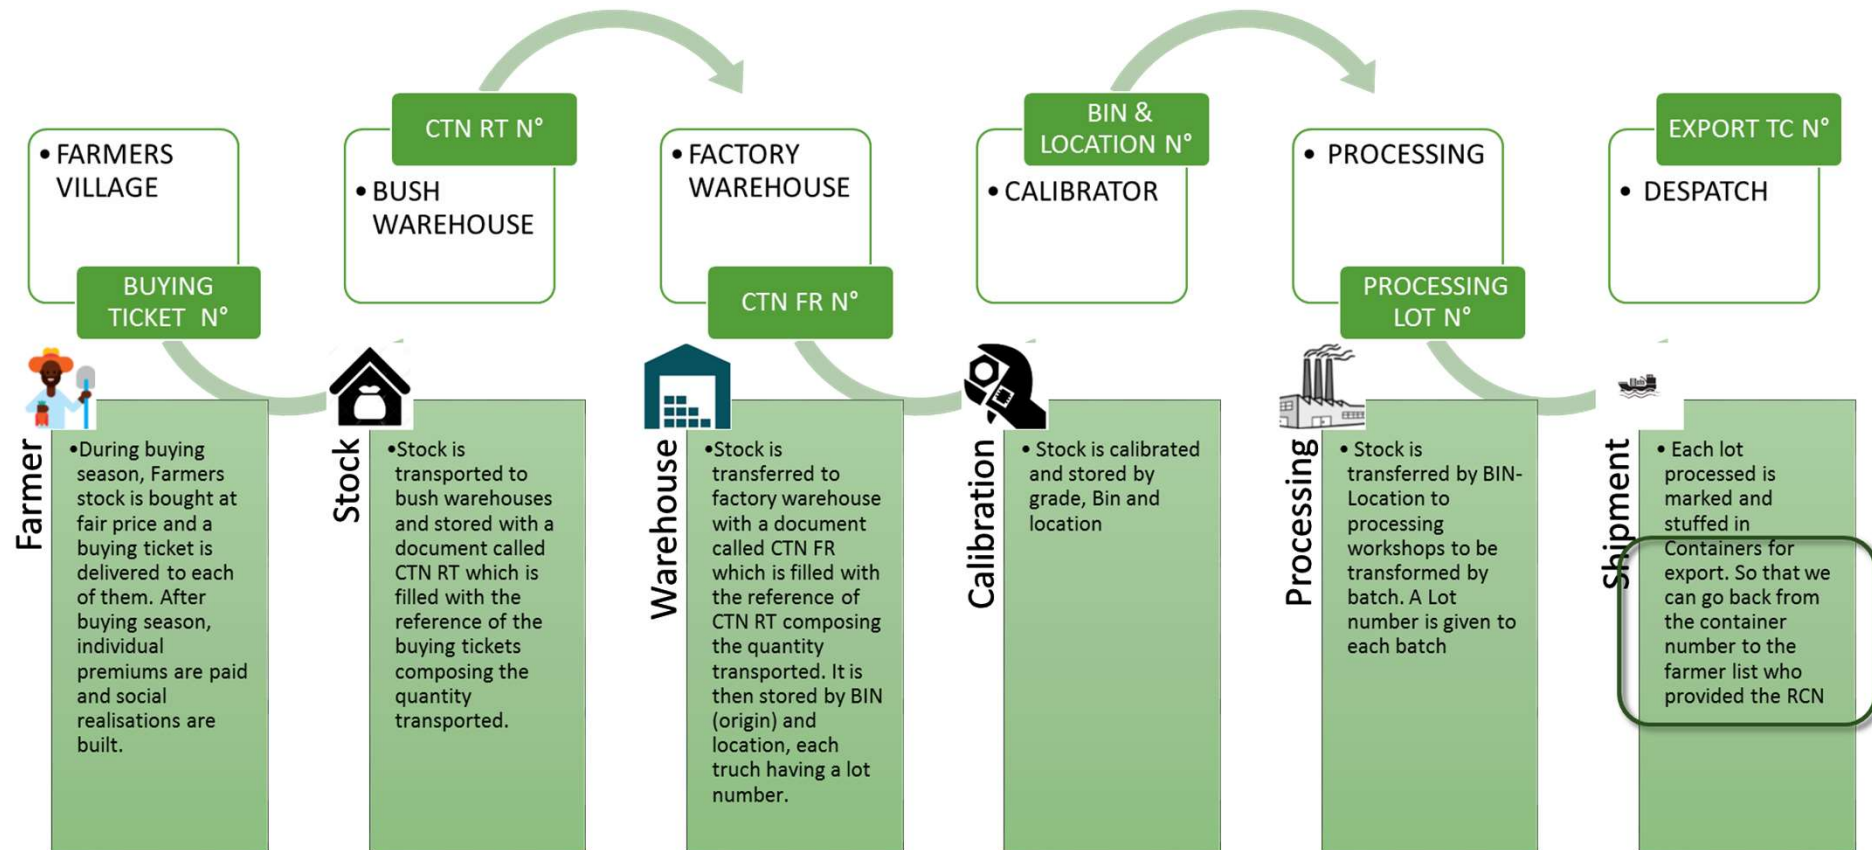 • FARMERS
VILLAGE
BUYING
TICKET N°
CTN RT N°
• BUSH
WAREHOUSE
• FACTORY
WAREHOUSE
CTN FR N°
BIN &
LOCATION N°
• CALIBRATOR
• PROCESSING
PROCESSING
LOT N°
EXPORT TC N°
• DESPATCH
Farmer
•During buying
season, Farmers
stock is bought at
fair price and a
buying ticket is
delivered to each
of them. After
buying season,
individual
premiums are paid
and social
realisations are
built.
Stock
•Stock is
transported to
bush warehouses
and stored with a
document called
CTN RT which is
filled with the
reference of the
buying tickets
composing the
quantity
transported.
Warehouse
•Stock is
transferred to
factory warehouse
with a document
called CTN FR
which is filled with
the reference of
CTN RT composing
the quantity
transported. It is
then stored by BIN
(origin) and
location, each
truch having a lot
number.
Calibration
• Stock is calibrated
and stored by
grade, Bin and
location
Processing
• Stock is
transferred by BIN-
Location to
processing
workshops to be
transformed by
batch. A Lot
number is given to
each batch
Shipment
• Each lot
processed is
marked and
stuffed in
Containers for
export. So that we
can go back from
the container
number to the
farmer list who
provided the RCN